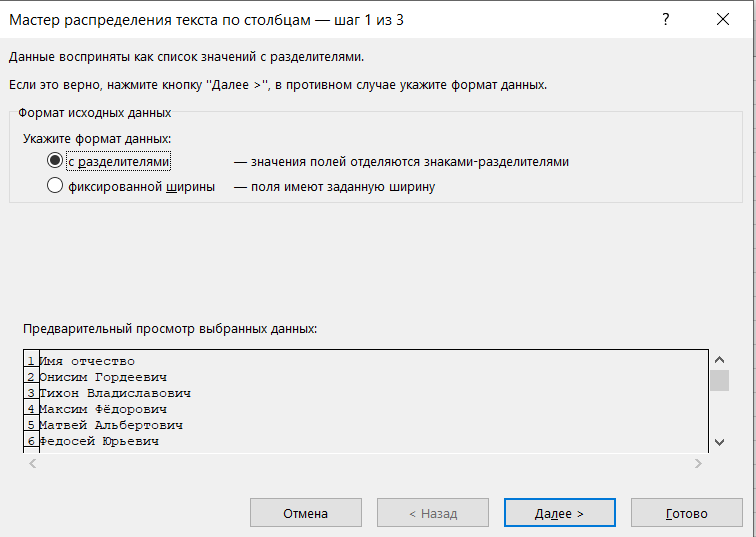 Мастер распределения текста по столбцам — шаг 1 из 3
Данные восприняты как список значений с разделителями.
Если это верно, нажмите кнопку "Далее >", в противном случае укажите формат данных.
Формат исходных данных
Укажите формат данных:
с разделителями — значения полей отделяются знаками-разделителями
фиксированной ширины — поля имеют заданную ширину
Предварительный просмотр выбранных данных:
1 Имя отчество
2 Онисим Гордеевич
3 Тихон Владиславович
4 Максим Фёдорович
5 Матвей Альбертович
6 Федосей Юрьевич
Отмена < Назад Далее > Готово